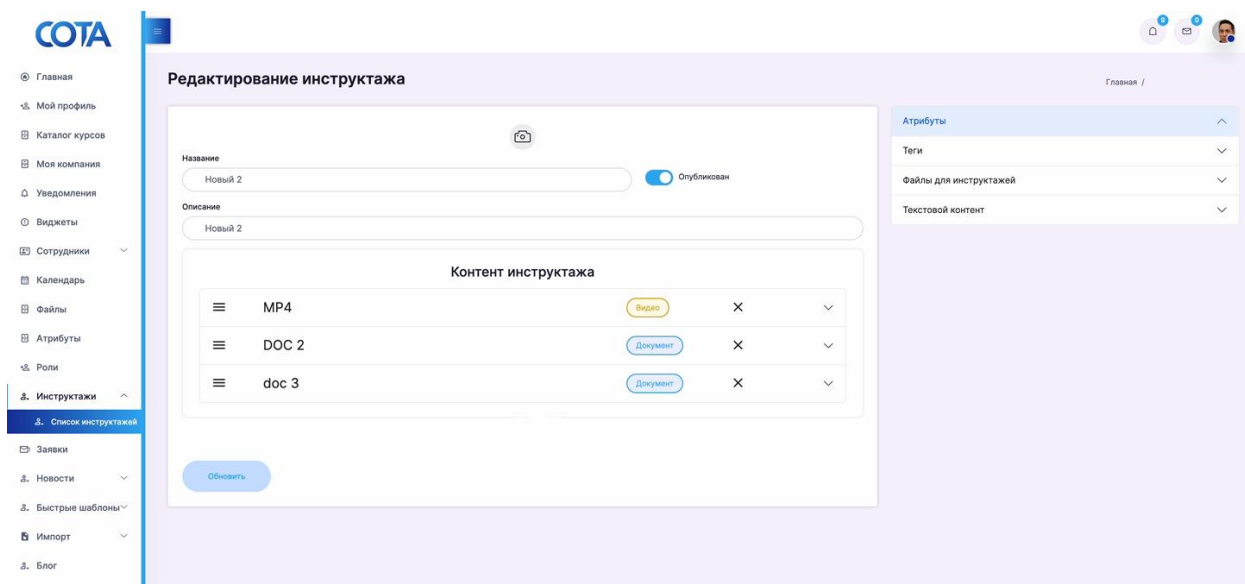 СОТА
9
0
Главная
Мой профиль
Каталог курсов
Моя компания
Уведомления
Виджеты
Сотрудники
Календарь
Файлы
Атрибуты
Роли
Инструктажи
Список инструктажей
Заявки
Новости
Быстрые шаблоны
Импорт
Блог
Редактирование инструктажа
Главная /
Название
Новый 2
Опубликован
Описание
Новый 2
Контент инструктажа
MP4 Видео
DOC 2 Документ
doc 3 Документ
Обновить
Атрибуты
Теги
Файлы для инструктажей
Текстовой контент